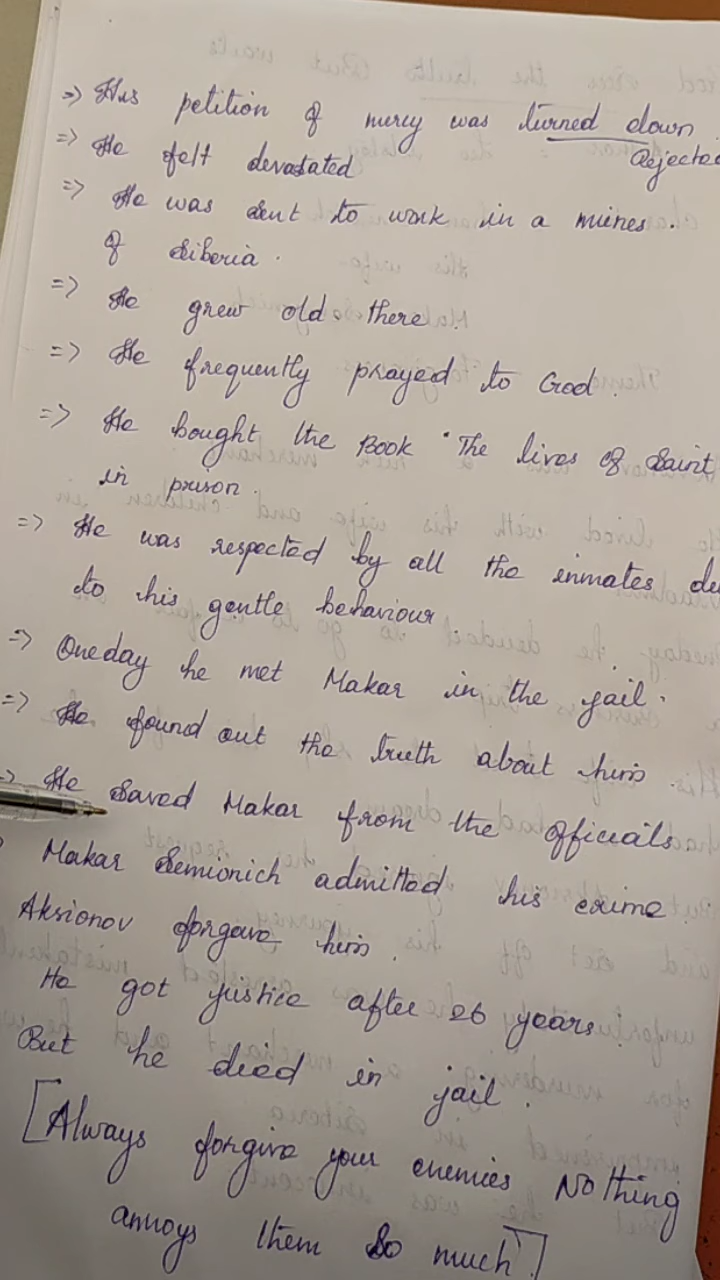 => His petition of mercy was turned down.
Rejected
=> He felt devastated
=> He was sent to work in a mines.
of Siberia.
=> He grew old there.
=> He frequently prayed to God.
=> He bought the Book "The lives of Saint
in prison.
=> He was respected by all the inmates du
to his gentle behaviour
=> Oneday he met Makar in the jail.
=> He found out the truth about him.
=> He saved Makar from the officials
Makar Semionich admitted his crime.
Aksionov forgave him.
He got justice after 26 years.
But he died in jail.
[Always forgive your enemies Nothing
annoys them so much]